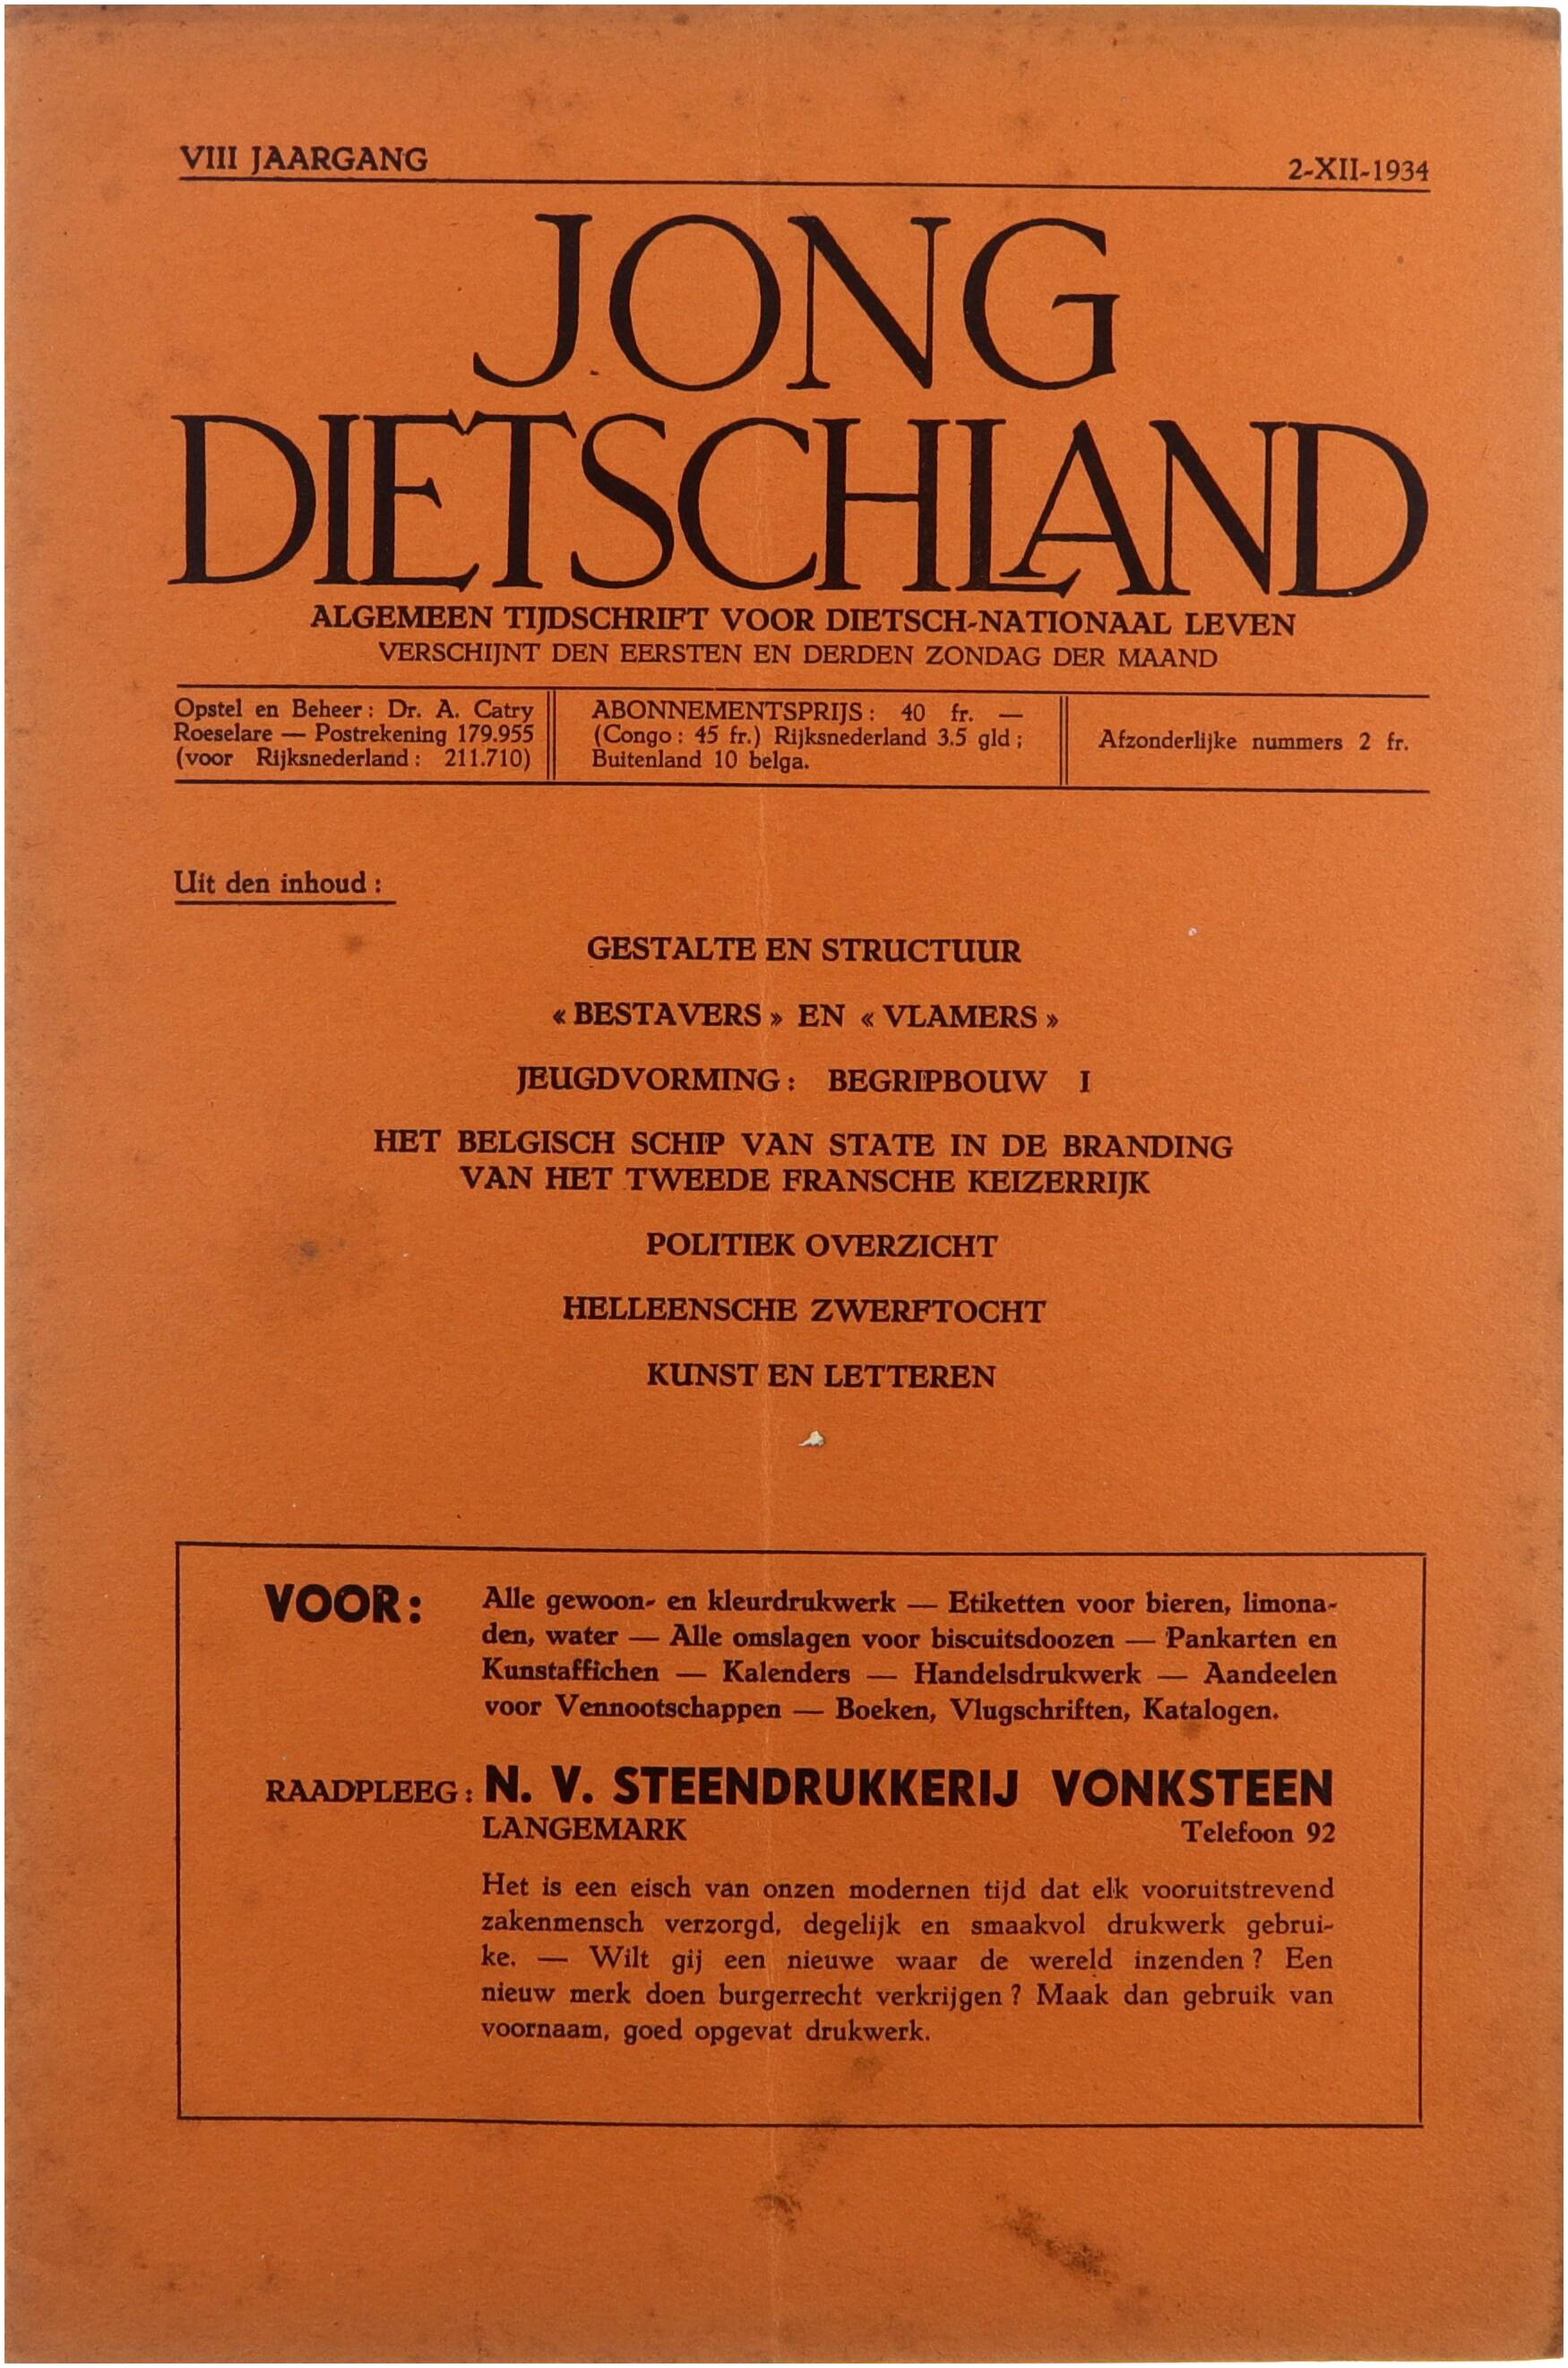 VIII JAARGANG
2-XII-1934
JONG
DIETSCHLAND
ALGEMEEN TIJDSCHRIFT VOOR DIETSCH-NATIONAAL LEVEN
VERSCHIJNT DEN EERSTEN EN DERDEN ZONDAG DER MAAND
Opstel en Beheer : Dr. A. Catry
Roeselare — Postrekening 179.955
(voor Rijksnederland : 211.710)
ABONNEMENTSPRIJS : 40 fr. —
(Congo : 45 fr.) Rijksnederland 3.5 gld ;
Buitenland 10 belga.
Afzonderlijke nummers 2 fr.
Uit den inhoud :
GESTALTE EN STRUCTUUR
« BESTAVERS » EN « VLAMERS »
JEUGDVORMING : BEGRIPBOUW I
HET BELGISCH SCHIP VAN STATE IN DE BRANDING
VAN HET TWEEDE FRANSCHE KEIZERRIJK
POLITIEK OVERZICHT
HELLEENSCHE ZWERFTOCHT
KUNST EN LETTEREN
VOOR :
Alle gewoon- en kleurdrukwerk — Etiketten voor bieren, limona-
den, water — Alle omslagen voor biscuitsdoozen — Pankarten en
Kunstaffichen — Kalenders — Handelsdrukwerk — Aandeelen
voor Vennootschappen — Boeken, Vlugschriften, Katalogen.
RAADPLEEG : N. V. STEENDRUKKERIJ VONKSTEEN
LANGEMARK Telefoon 92
Het is een eisch van onzen modernen tijd dat elk vooruitstrevend
zakenmensch verzorgd, degelijk en smaakvol drukwerk gebrui-
ke. — Wilt gij een nieuwe waar de wereld inzenden ? Een
nieuw merk doen burgerrecht verkrijgen ? Maak dan gebruik van
voornaam, goed opgevat drukwerk.